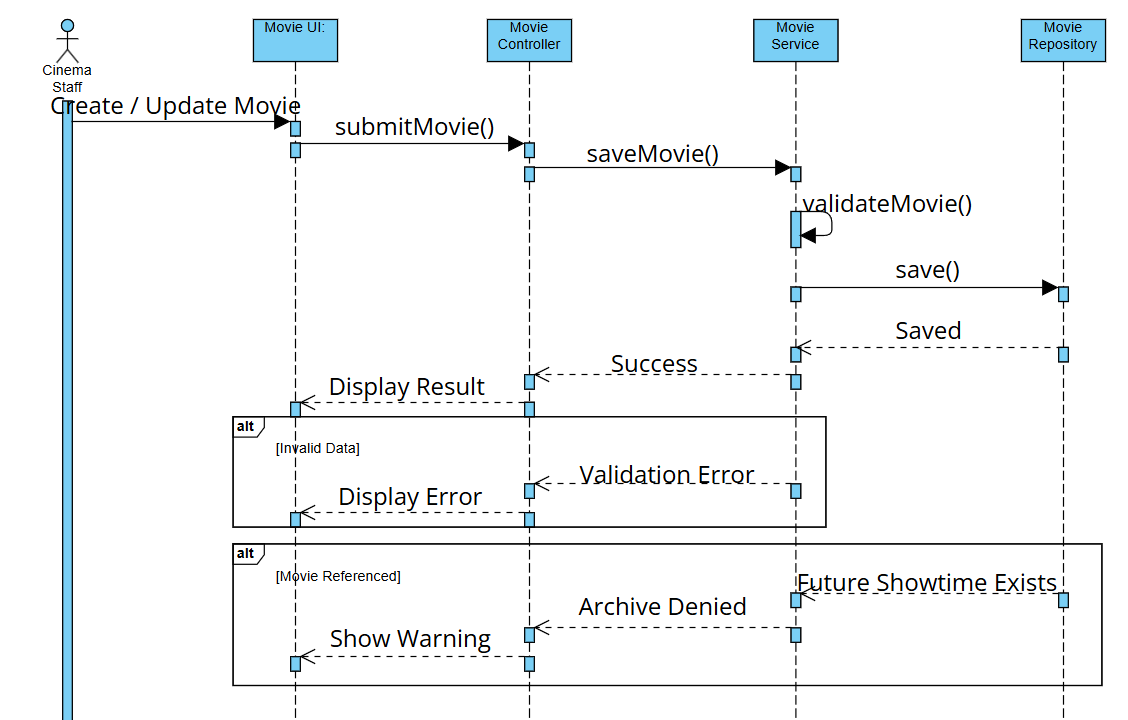 Cinema
Staff
Movie UI:
Movie
Controller
Movie
Service
Movie
Repository
Create / Update Movie
submitMovie()
saveMovie()
validateMovie()
save()
Saved
Success
Display Result
alt
[Invalid Data]
Validation Error
Display Error
alt
[Movie Referenced]
Future Showtime Exists
Archive Denied
Show Warning